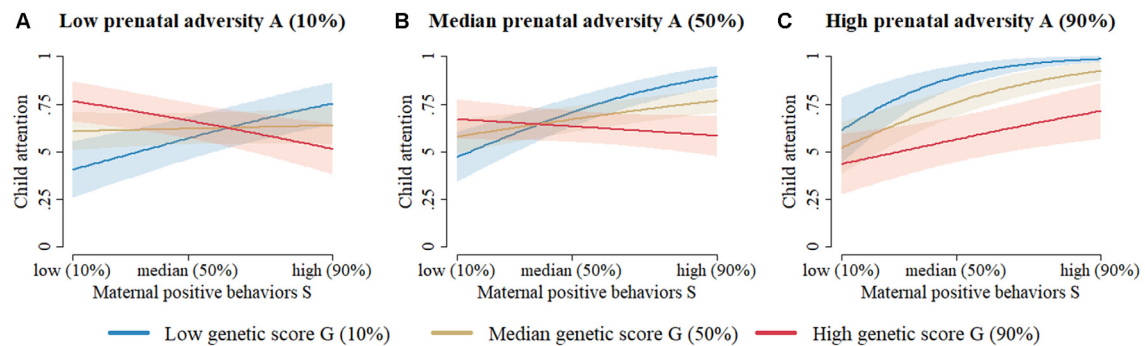 A Low prenatal adversity A (10%)
Child attention
1
.75
.5
.25
0
low (10%) median (50%) high (90%)
Maternal positive behaviors S
B Median prenatal adversity A (50%)
Child attention
1
.75
.5
.25
0
low (10%) median (50%) high (90%)
Maternal positive behaviors S
C High prenatal adversity A (90%)
Child attention
1
.75
.5
.25
0
low (10%) median (50%) high (90%)
Maternal positive behaviors S
Low genetic score G (10%) Median genetic score G (50%) High genetic score G (90%)